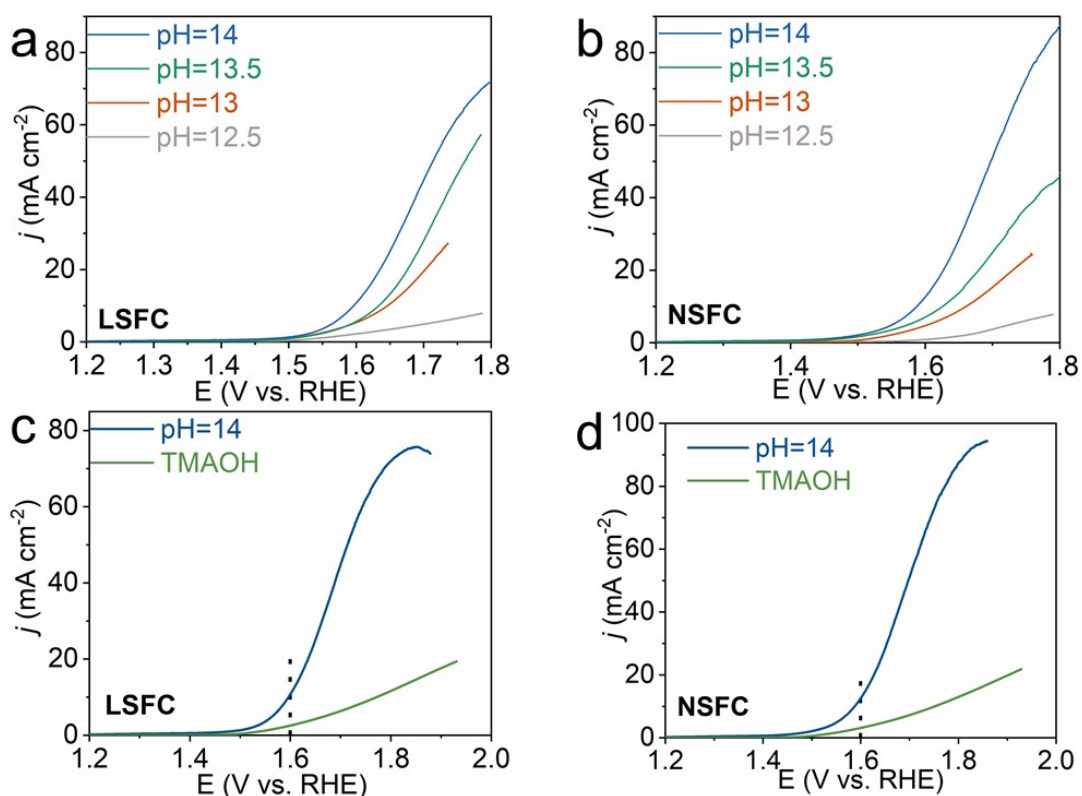 a
pH=14
pH=13.5
pH=13
pH=12.5
80
60
40
20
0
j (mA cm-2)
LSFC
1.2 1.3 1.4 1.5 1.6 1.7 1.8
E (V vs. RHE)
b
pH=14
pH=13.5
pH=13
pH=12.5
80
60
40
20
0
j (mA cm-2)
NSFC
1.2 1.4 1.6 1.8
E (V vs. RHE)
c
pH=14
TMAOH
80
60
40
20
0
j (mA cm-2)
LSFC
1.2 1.4 1.6 1.8 2.0
E (V vs. RHE)
d
pH=14
TMAOH
100
80
60
40
20
0
j (mA cm-2)
NSFC
1.2 1.4 1.6 1.8 2.0
E (V vs. RHE)